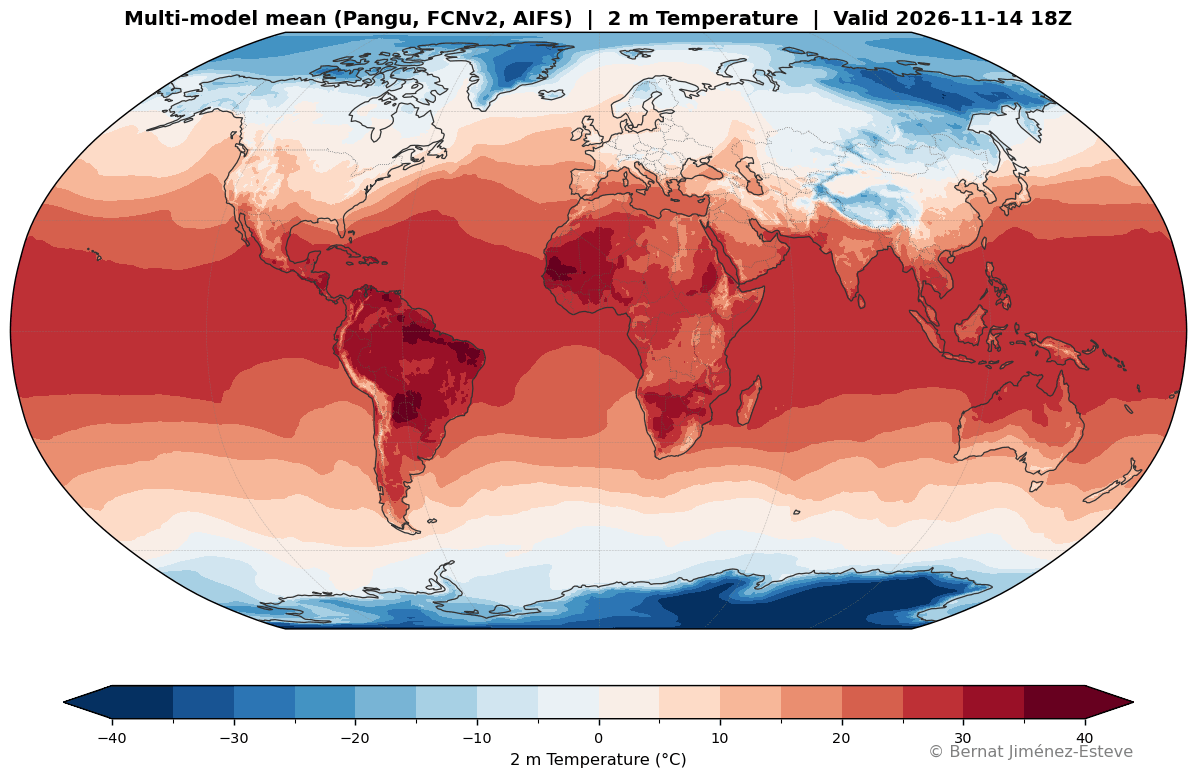 Multi-model mean (Pangu, FCNv2, AIFS)  |  2 m Temperature  |  Valid 2026-11-14 18Z
−40 −30 −20 −10 0 10 20 30 40
2 m Temperature (°C)
© Bernat Jiménez-Esteve